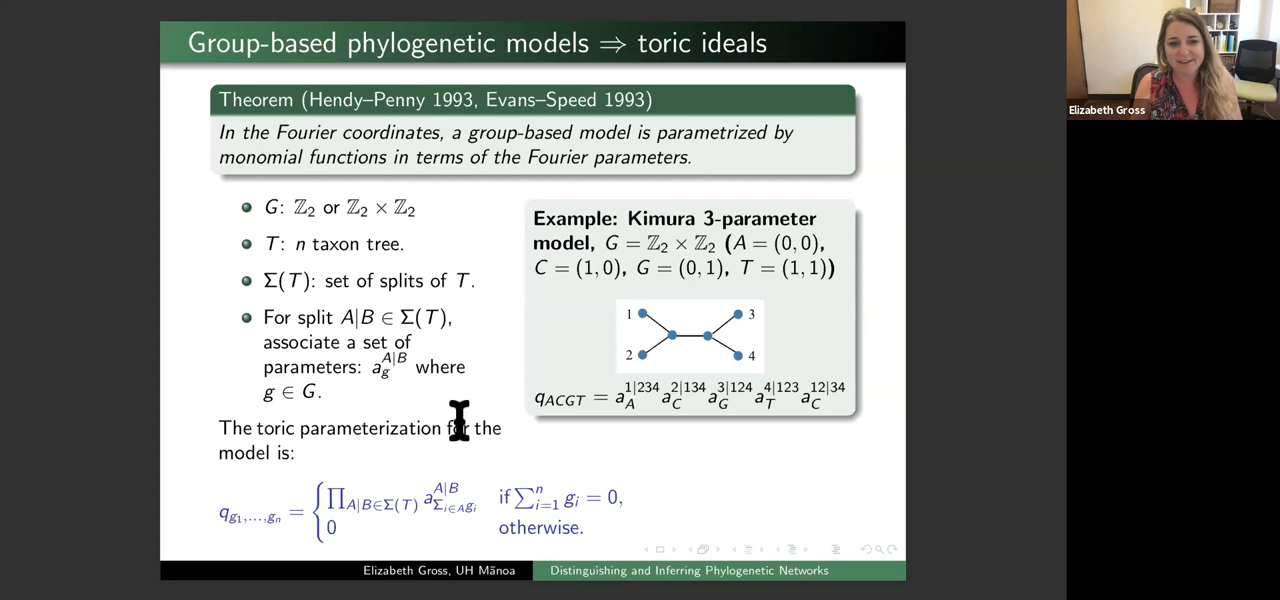 Group-based phylogenetic models ⇒ toric ideals
Theorem (Hendy–Penny 1993, Evans–Speed 1993)
In the Fourier coordinates, a group-based model is parametrized by
monomial functions in terms of the Fourier parameters.
G: ℤ₂ or ℤ₂ × ℤ₂
T: n taxon tree.
Σ(T): set of splits of T.
For split A|B ∈ Σ(T),
associate a set of
parameters: a_g^{A|B} where
g ∈ G.
The toric parameterization for the
model is:
q_{g₁,...,gₙ} = { ∏_{A|B∈Σ(T)} a^{A|B}_{Σ_{i∈A} g_i} if ∑_{i=1}^n g_i = 0,
0 otherwise.
Example: Kimura 3-parameter
model, G = ℤ₂ × ℤ₂ (A = (0, 0),
C = (1, 0), G = (0, 1), T = (1, 1))
1 3
2 4
q_{ACGT} = a_A^{1|234} a_C^{2|134} a_G^{3|124} a_T^{4|123} a_C^{12|34}
Elizabeth Gross, UH Mānoa Distinguishing and Inferring Phylogenetic Networks
Elizabeth Gross